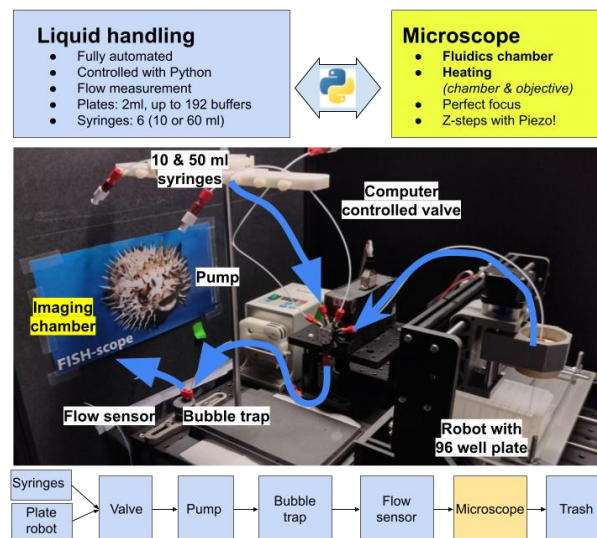 Liquid handling
● Fully automated
● Controlled with Python
● Flow measurement
● Plates: 2ml, up to 192 buffers
● Syringes: 6 (10 or 60 ml)
Microscope
● Fluidics chamber
● Heating
(chamber & objective)
● Perfect focus
● Z-steps with Piezo!
10 & 50 ml
syringes
Computer
controlled valve
Pump
Imaging
chamber
FISH-scope
Flow sensor
Bubble trap
Robot with
96 well plate
Syringes
Plate
robot
Valve
Pump
Bubble
trap
Flow
sensor
Microscope
Trash